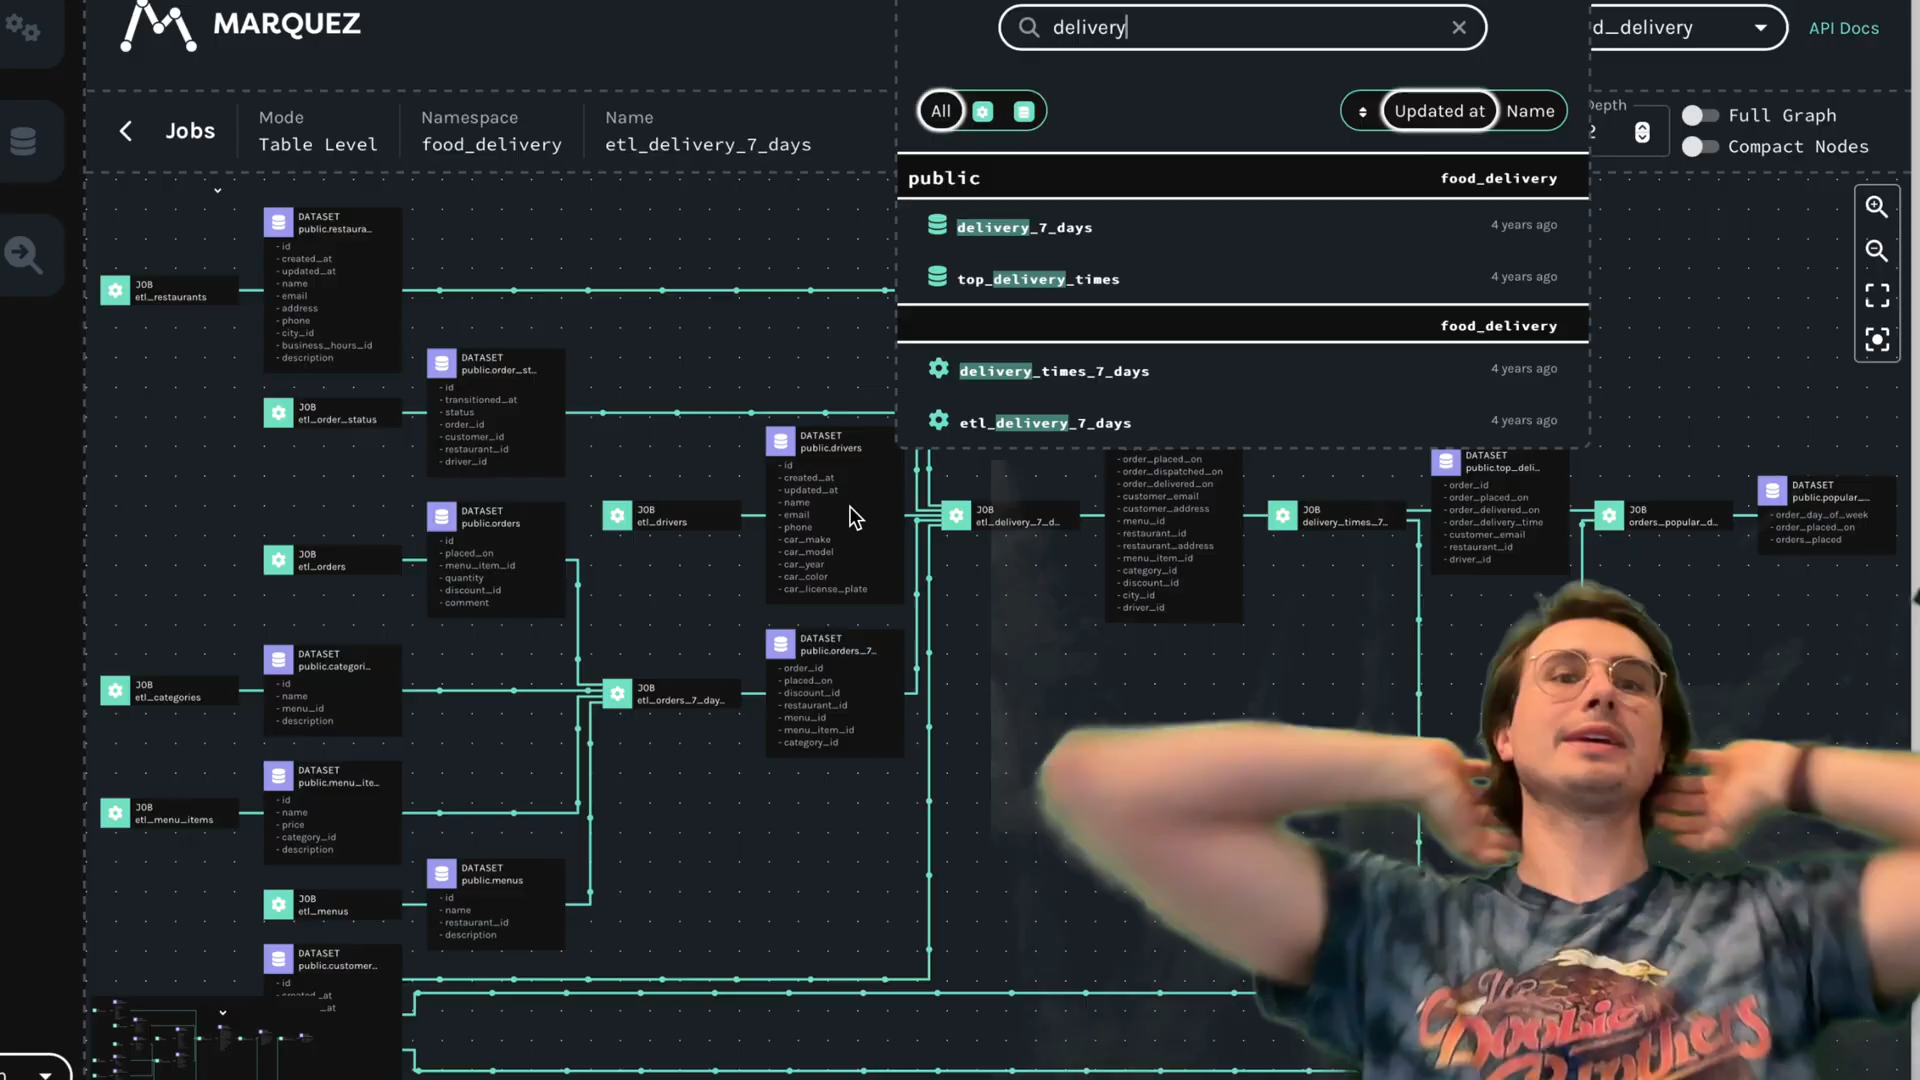 MARQUEZ
delivery
d_delivery
API Docs
Jobs
Mode
Table Level
Namespace
food_delivery
Name
etl_delivery_7_days
All
Updated at
Name
Depth
2
Full Graph
Compact Nodes
public
food_delivery
delivery_7_days
4 years ago
top_delivery_times
4 years ago
food_delivery
delivery_times_7_days
4 years ago
etl_delivery_7_days
4 years ago
JOB
etl_restaurants
DATASET
public.restaura...
- id
- created_at
- updated_at
- name
- email
- address
- phone
- city_id
- business_hours_id
- description
JOB
etl_order_status
DATASET
public.order_st...
- id
- transitioned_at
- status
- order_id
- customer_id
- restaurant_id
- driver_id
JOB
etl_orders
DATASET
public.orders
- id
- placed_on
- menu_item_id
- quantity
- discount_id
- comment
JOB
etl_drivers
DATASET
public.drivers
- id
- created_at
- updated_at
- name
- email
- phone
- car_make
- car_model
- car_year
- car_color
- car_license_plate
JOB
etl_delivery_7_d...
- order_placed_on
- order_dispatched_on
- order_delivered_on
- customer_email
- customer_address
- menu_id
- restaurant_id
- restaurant_address
- menu_item_id
- category_id
- discount_id
- city_id
- driver_id
JOB
delivery_times_7...
DATASET
public.top_deli...
- order_id
- order_placed_on
- order_delivered_on
- order_delivery_time
- customer_email
- restaurant_id
- driver_id
JOB
orders_popular_d...
DATASET
public.popular_...
- order_day_of_week
- order_placed_on
- orders_placed
JOB
etl_categories
DATASET
public.categori...
- id
- name
- menu_id
- description
JOB
etl_orders_7_day...
DATASET
public.orders_7...
- order_id
- placed_on
- discount_id
- restaurant_id
- menu_id
- menu_item_id
- category_id
JOB
etl_menu_items
DATASET
public.menu_ite...
- id
- name
- price
- category_id
- description
JOB
etl_menus
DATASET
public.menus
- id
- name
- restaurant_id
- description
DATASET
public.customer...
- id
- created_at
_at
Doobie
Brothers